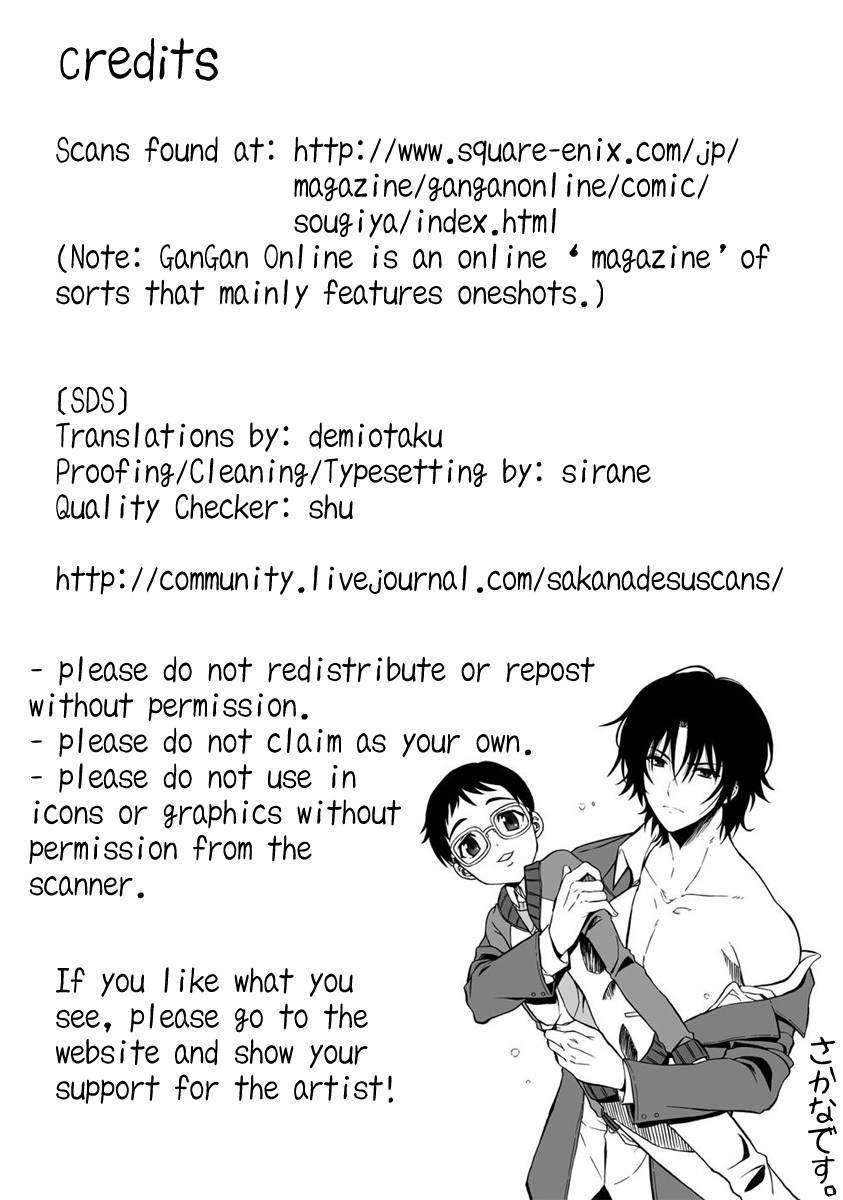 credits
Scans found at: http://www.square-enix.com/jp/
magazine/ganganonline/comic/
sougiya/index.html
(Note: GanGan Online is an online ‘magazine’of
sorts that mainly features oneshots.)
[SDS]
Translations by: demiotaku
Proofing/Cleaning/Typesetting by: sirane
Quality Checker: shu
http://community.livejournal.com/sakanadesuscans/
- please do not redistribute or repost
without permission.
- please do not claim as your own.
- please do not use in
icons or graphics without
permission from the
scanner.
If you like what you
see, please go to the
website and show your
support for the artist!
さかなです。